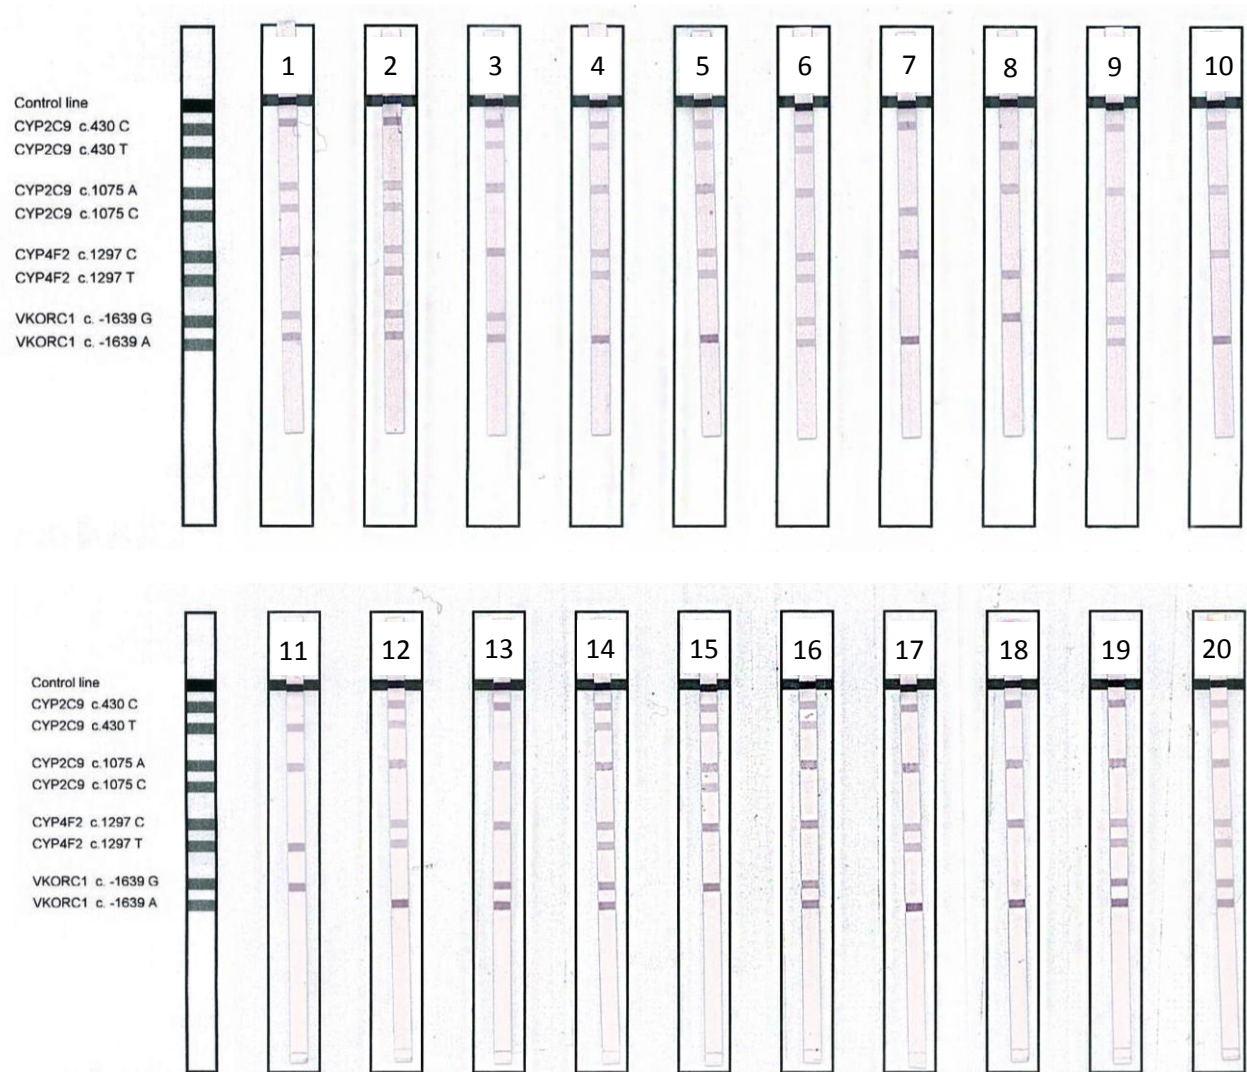 1 2 3 4 5 6 7 8 9 10
Control line
CYP2C9 c.430 C
CYP2C9 c.430 T
CYP2C9 c.1075 A
CYP2C9 c.1075 C
CYP4F2 c.1297 C
CYP4F2 c.1297 T
VKORC1 c. -1639 G
VKORC1 c. -1639 A
11 12 13 14 15 16 17 18 19 20
Control line
CYP2C9 c.430 C
CYP2C9 c.430 T
CYP2C9 c.1075 A
CYP2C9 c.1075 C
CYP4F2 c.1297 C
CYP4F2 c.1297 T
VKORC1 c. -1639 G
VKORC1 c. -1639 A